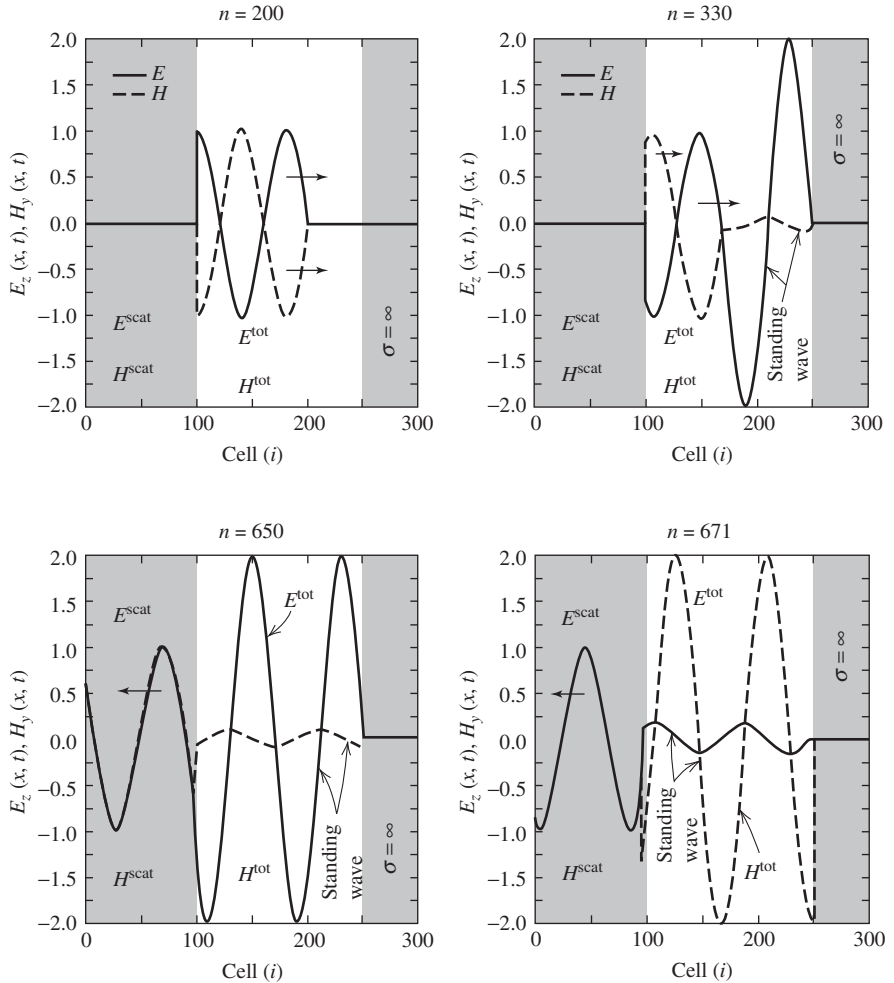 n = 200
E_z (x, t), H_y (x, t)
2.0
1.5
1.0
0.5
0.0
−0.5
−1.0
−1.5
−2.0
E
H
E^scat
H^scat
E^tot
H^tot
σ = ∞
0
100
200
300
Cell (i)
n = 330
E_z (x, t), H_y (x, t)
2.0
1.5
1.0
0.5
0.0
−0.5
−1.0
−1.5
−2.0
E
H
σ = ∞
E^scat
H^scat
E^tot
H^tot
Standing
wave
0
100
200
300
Cell (i)
n = 650
E_z (x, t), H_y (x, t)
2.0
1.5
1.0
0.5
0.0
−0.5
−1.0
−1.5
−2.0
E^scat
E^tot
H^scat
H^tot
Standing
wave
σ = ∞
0
100
200
300
Cell (i)
n = 671
E_z (x, t), H_y (x, t)
2.0
1.5
1.0
0.5
0.0
−0.5
−1.0
−1.5
−2.0
E^scat
E^tot
σ = ∞
Standing
wave
H^scat
H^tot
0
100
200
300
Cell (i)